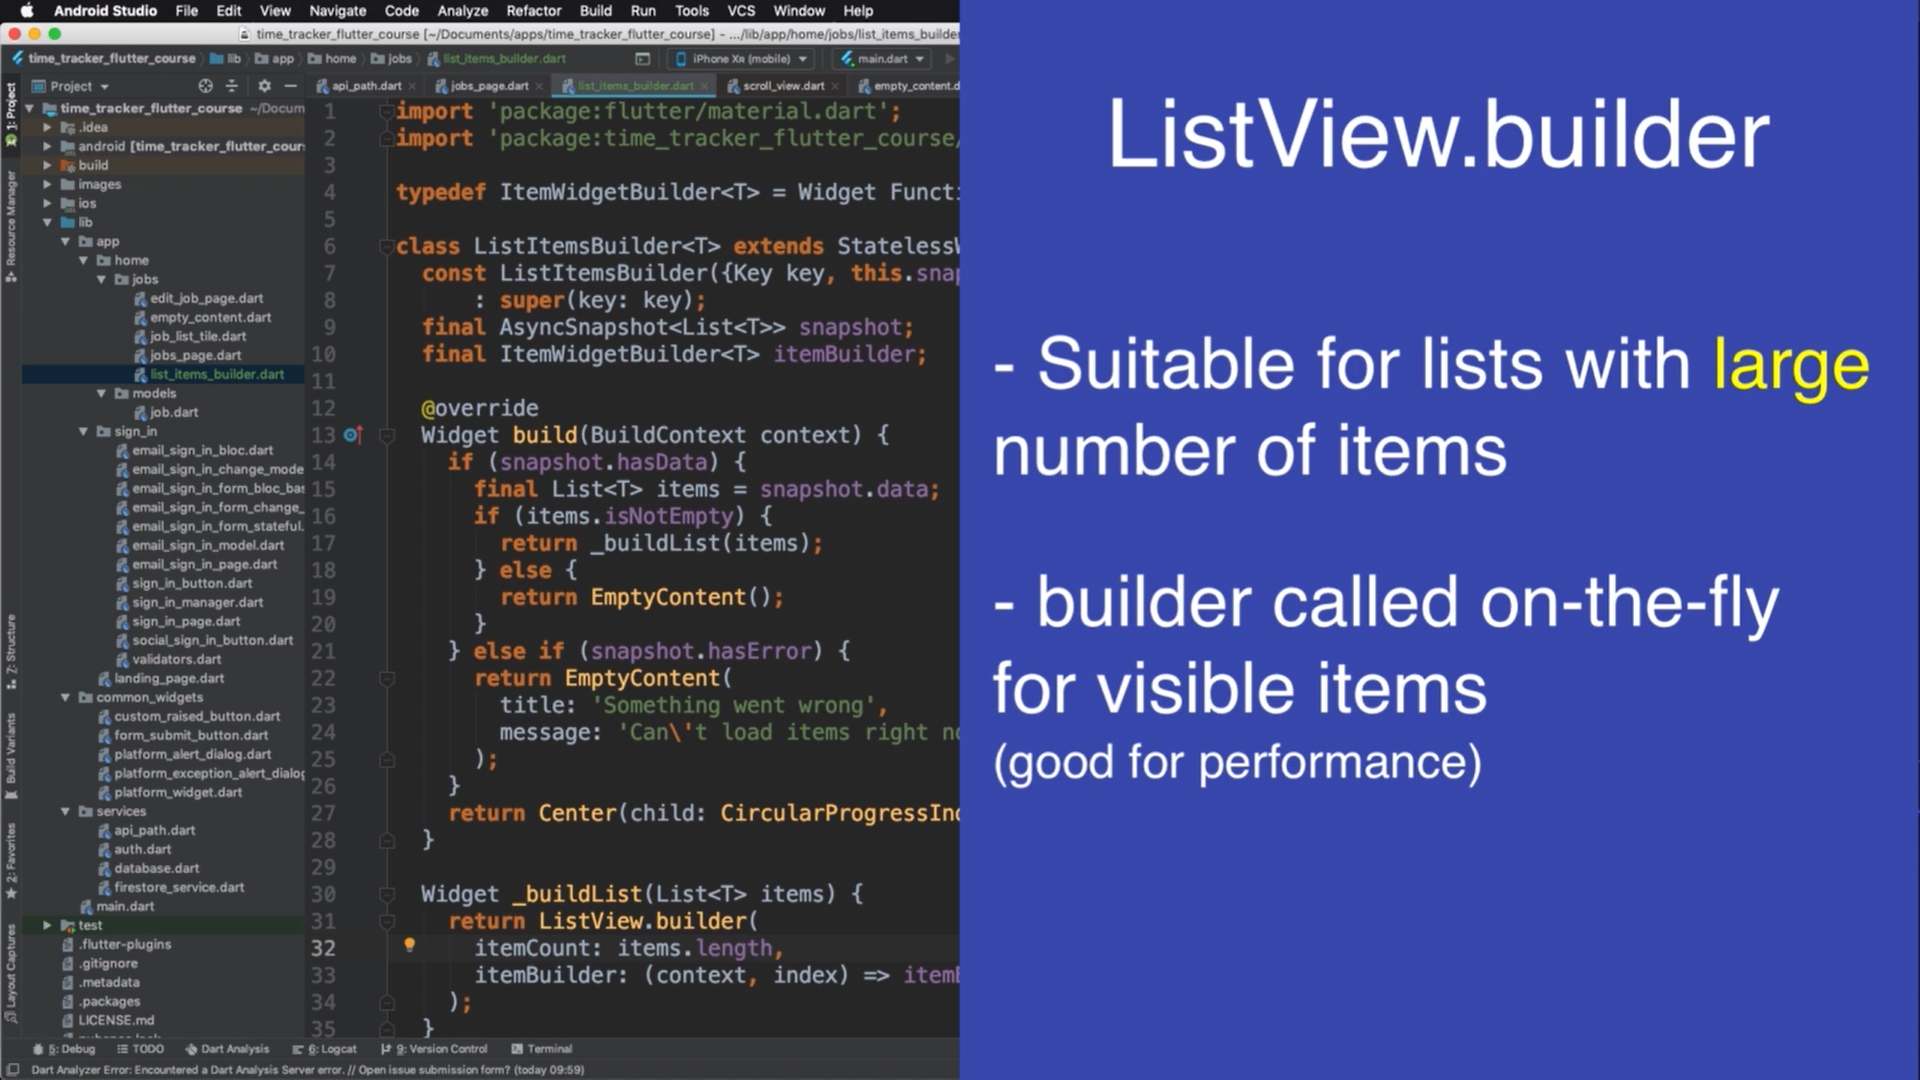 Android Studio File Edit View Navigate Code Analyze Refactor Build Run Tools VCS Window Help
time_tracker_flutter_course [~/Documents/apps/time_tracker_flutter_course] - .../lib/app/home/jobs/list_items_builder
time_tracker_flutter_course lib app home jobs list_items_builder.dart iPhone XR (mobile) main.dart
Project api_path.dart jobs_page.dart list_items_builder.dart scroll_view.dart empty_content.d
1: Project
Resource Manager
Z: Structure
Build Variants
2: Favorites
Layout Captures
time_tracker_flutter_course ~/Docum
.idea
android [time_tracker_flutter_cour
build
images
ios
lib
app
home
jobs
edit_job_page.dart
empty_content.dart
job_list_tile.dart
jobs_page.dart
list_items_builder.dart
models
job.dart
sign_in
email_sign_in_bloc.dart
email_sign_in_change_mode
email_sign_in_form_bloc_bas
email_sign_in_form_change_
email_sign_in_form_stateful.
email_sign_in_model.dart
email_sign_in_page.dart
sign_in_button.dart
sign_in_manager.dart
sign_in_page.dart
social_sign_in_button.dart
validators.dart
landing_page.dart
common_widgets
custom_raised_button.dart
form_submit_button.dart
platform_alert_dialog.dart
platform_exception_alert_dialog
platform_widget.dart
services
api_path.dart
auth.dart
database.dart
firestore_service.dart
main.dart
test
.flutter-plugins
.gitignore
.metadata
.packages
LICENSE.md
1 import 'package:flutter/material.dart';
2 import 'package:time_tracker_flutter_course/
3
4 typedef ItemWidgetBuilder<T> = Widget Functi
5
6 class ListItemsBuilder<T> extends StatelessW
7 const ListItemsBuilder({Key key, this.snap
8 : super(key: key);
9 final AsyncSnapshot<List<T>> snapshot;
10 final ItemWidgetBuilder<T> itemBuilder;
11
12 @override
13 Widget build(BuildContext context) {
14 if (snapshot.hasData) {
15 final List<T> items = snapshot.data;
16 if (items.isNotEmpty) {
17 return _buildList(items);
18 } else {
19 return EmptyContent();
20 }
21 } else if (snapshot.hasError) {
22 return EmptyContent(
23 title: 'Something went wrong',
24 message: 'Can\'t load items right no
25 );
26 }
27 return Center(child: CircularProgressInd
28 }
29
30 Widget _buildList(List<T> items) {
31 return ListView.builder(
32 itemCount: items.length,
33 itemBuilder: (context, index) => itemB
34 );
35 }
5: Debug TODO Dart Analysis 6: Logcat 9: Version Control Terminal
Dart Analyzer Error: Encountered a Dart Analysis Server error. // Open issue submission form? (today 09:59)
ListView.builder
- Suitable for lists with large
number of items
- builder called on-the-fly
for visible items
(good for performance)